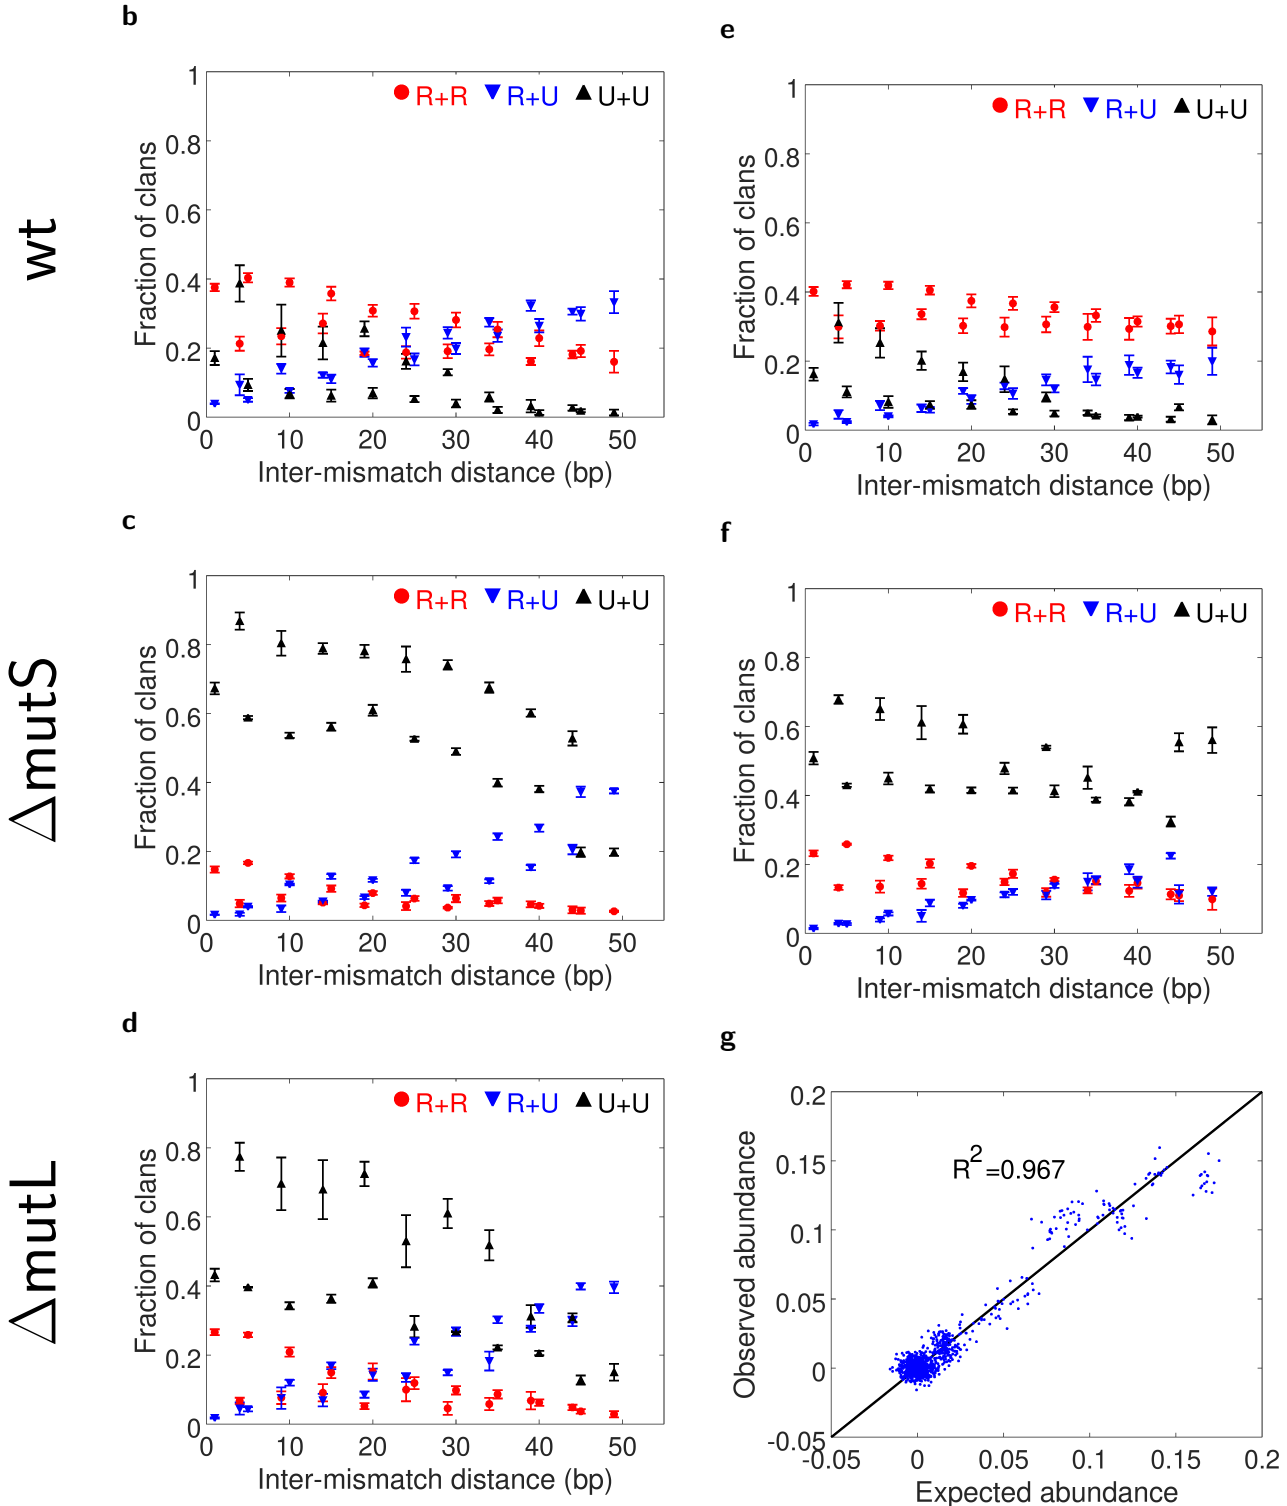 b
wt
Fraction of clans
1
0.8
0.6
0.4
0.2
0
R+R R+U U+U
0 10 20 30 40 50
Inter-mismatch distance (bp)
e
Fraction of clans
1
0.8
0.6
0.4
0.2
0
R+R R+U U+U
0 10 20 30 40 50
Inter-mismatch distance (bp)
c
△mutS
Fraction of clans
1
0.8
0.6
0.4
0.2
0
R+R R+U U+U
0 10 20 30 40 50
Inter-mismatch distance (bp)
f
Fraction of clans
1
0.8
0.6
0.4
0.2
0
R+R R+U U+U
0 10 20 30 40 50
Inter-mismatch distance (bp)
d
△mutL
Fraction of clans
1
0.8
0.6
0.4
0.2
0
R+R R+U U+U
0 10 20 30 40 50
Inter-mismatch distance (bp)
g
Observed abundance
0.2
0.15
0.1
0.05
0
-0.05
R²=0.967
-0.05 0 0.05 0.1 0.15 0.2
Expected abundance